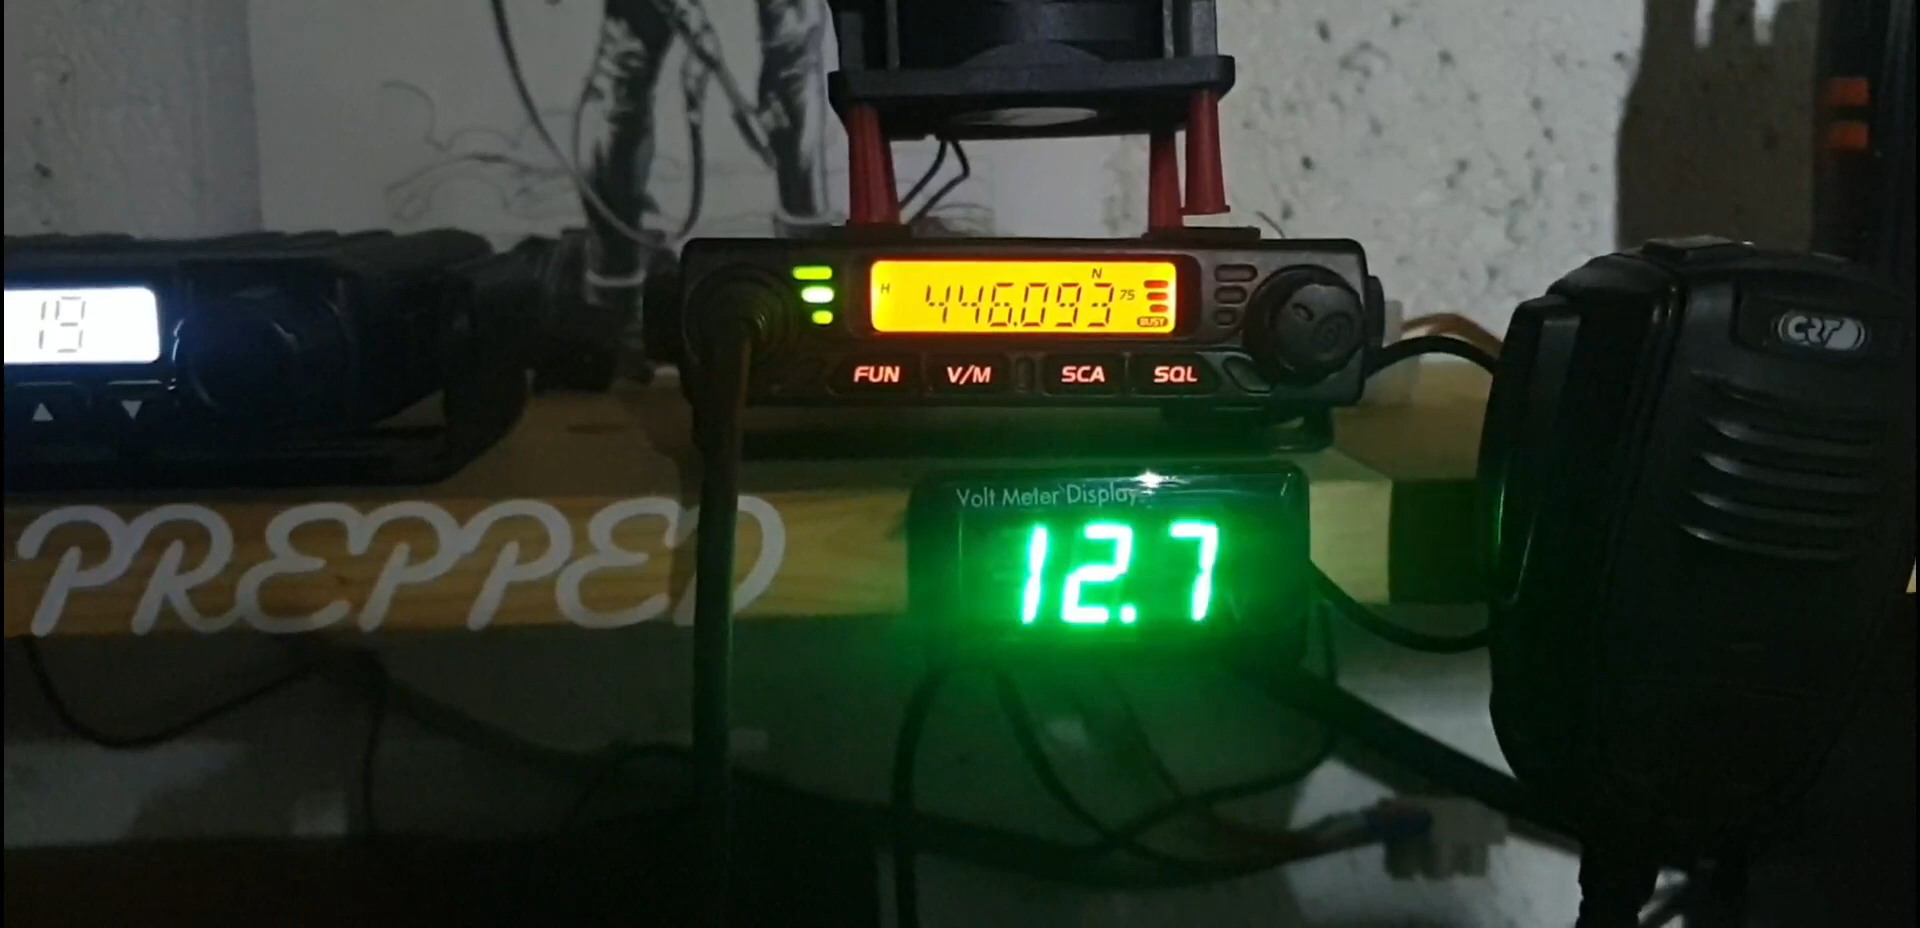 19
H N
446.093 75
BUSY
FUN V/M SCA SQL
CRT
PREPPED
Volt Meter Display
12.7